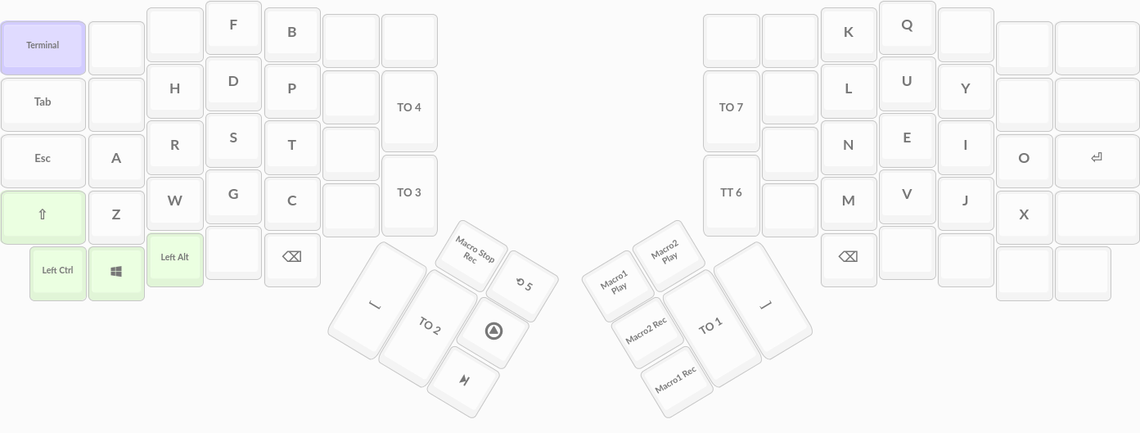 F B K Q
Terminal
H D P L U Y
Tab TO 4 TO 7
Esc A R S T N E I O ⏎
⇧ Z W G C TO 3 TT 6 M V J X
Left Ctrl Left Alt ⌫ ⌫
Macro Stop
Rec
⟲ 5
TO 2
Macro1
Play
Macro2
Play
Macro2 Rec
TO 1
Macro1 Rec